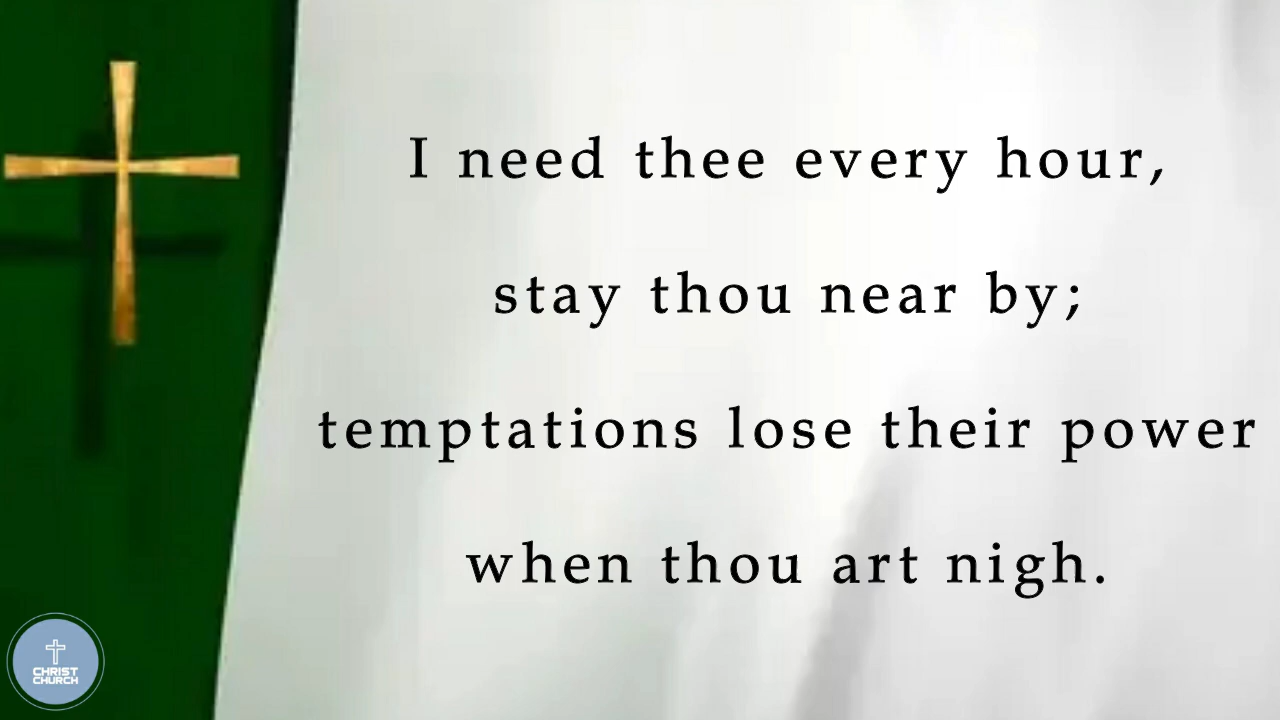 I need thee every hour,
stay thou near by;
temptations lose their power
when thou art nigh.
CHRIST
CHURCH